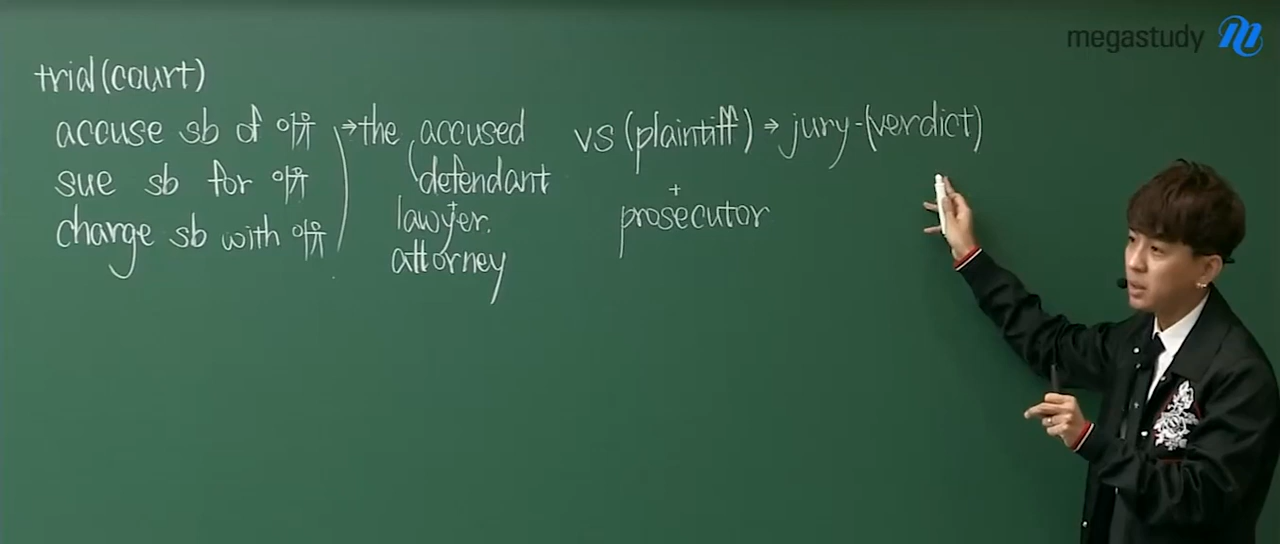 megastudy
trial (court)
accuse sb of 이유 → the accused vs (plaintiff) → jury - (verdict)
sue sb for 이유 defendant + prosecutor
charge sb with 이유 + lawyer.
attorney